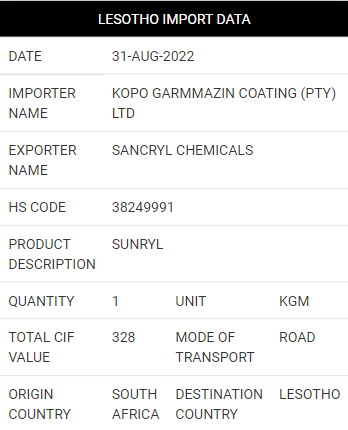 LESOTHO IMPORT DATA
DATE 31-AUG-2022
IMPORTER KOPO GARMMAZIN COATING (PTY)
NAME LTD
EXPORTER SANCRYL CHEMICALS
NAME
HS CODE 38249991
PRODUCT SUNRYL
DESCRIPTION
QUANTITY 1 UNIT KGM
TOTAL CIF 328 MODE OF ROAD
VALUE TRANSPORT
ORIGIN SOUTH DESTINATION LESOTHO
COUNTRY AFRICA COUNTRY